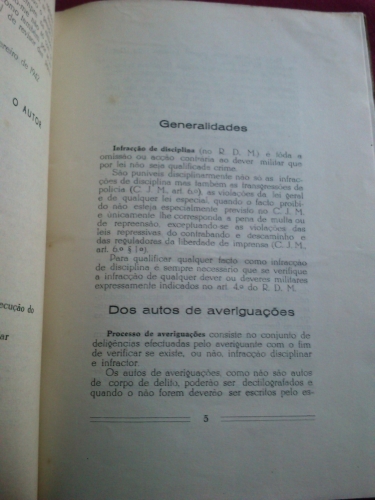 O AUTOR
Generalidades
Infracção de disciplina (no R. D. M.) é toda a
omissão ou acção contrária ao dever militar que
por lei não seja qualificada crime.
São puníveis disciplinarmente não só as infrac-
ções de disciplina mas também as transgressões de
polícia (C. J. M., art. 6.º), as violações da lei geral
e de qualquer lei especial, quando o facto proibi-
do não esteja especialmente previsto no C. J. M.
e ùnicamente lhe corresponda a pena de multa ou
de repreensão, exceptuando-se as violações das
leis repressivas do contrabando e descaminho e
das reguladoras da liberdade de imprensa (C. J. M.,
art. 6.º § 1.º).
Para qualificar qualquer facto como infracção
de disciplina é sempre necessário que se verifique
a infracção de qualquer dever ou deveres militares
expressamente indicados no art. 4.º do R. D. M.
Dos autos de averiguações
Processo de averiguações consiste no conjunto de
deligências efectuadas pelo averiguante com o fim
de verificar se existe, ou não, infracção disciplinar
e infractor.
Os autos de averiguações, como não são autos
de corpo de delito, poderão ser dactilografados e
quando o não forem deverão ser escritos pelo es-
5